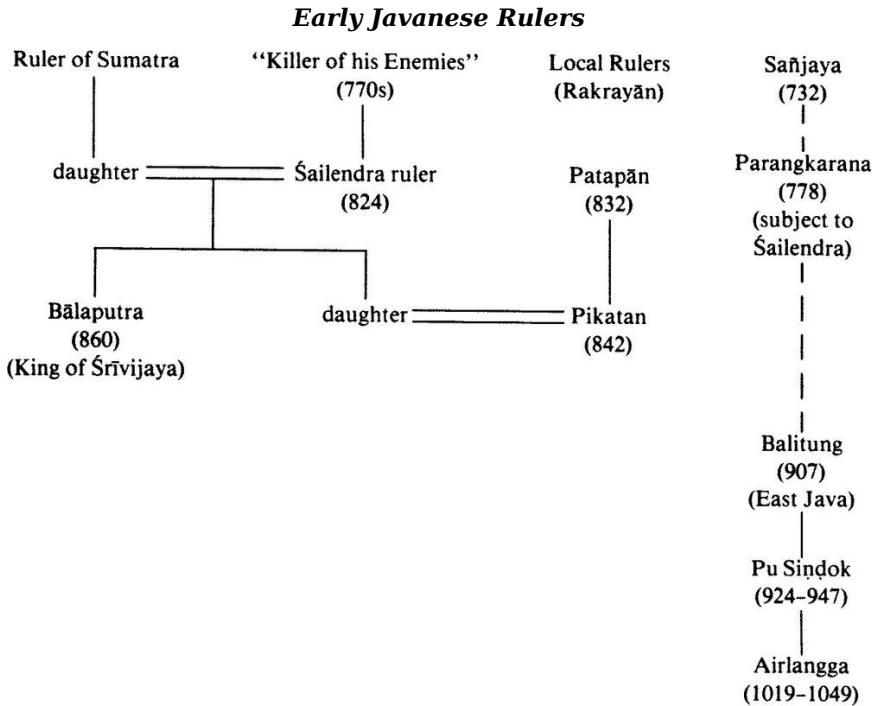 Early Javanese Rulers
Ruler of Sumatra
“Killer of his Enemies”
(770s)
Local Rulers
(Rakrayān)
Sañjaya
(732)
daughter
Śailendra ruler
(824)
Patapān
(832)
Parangkarana
(778)
(subject to
Śailendra)
Bālaputra
(860)
(King of Śrīvijaya)
daughter
Pikatan
(842)
Balitung
(907)
(East Java)
Pu Siṇḍok
(924–947)
Airlangga
(1019–1049)